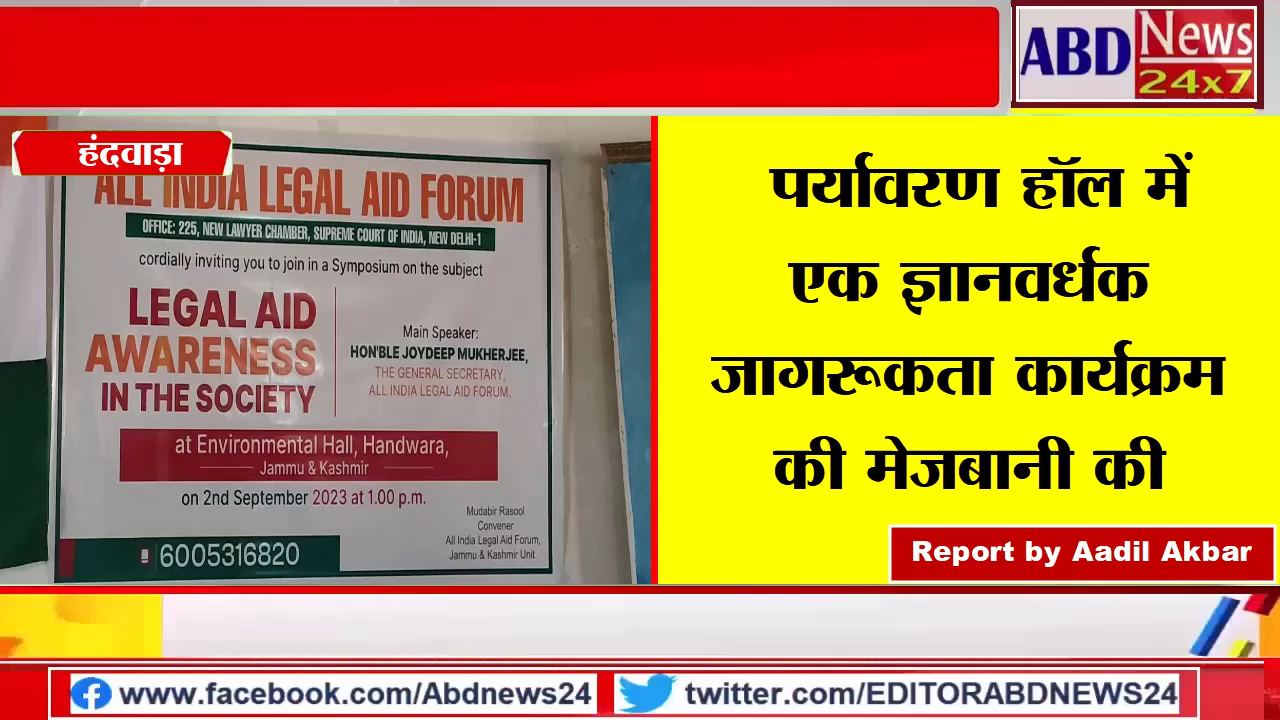 ABD News
24x7
हंदवाड़ा
ALL INDIA LEGAL AID FORUM
OFFICE: 225, NEW LAWYER CHAMBER, SUPREME COURT OF INDIA, NEW DELHI-1
cordially inviting you to join in a Symposium on the subject
LEGAL AID
AWARENESS
IN THE SOCIETY
Main Speaker:
HON'BLE JOYDEEP MUKHERJEE,
THE GENERAL SECRETARY,
ALL INDIA LEGAL AID FORUM.
at Environmental Hall, Handwara,
Jammu & Kashmir
on 2nd September 2023 at 1.00 p.m.
Mudabir Rasool
Convener
All India Legal Aid Forum,
Jammu & Kashmir Unit.
6005316820
पर्यावरण हॉल में
एक ज्ञानवर्धक
जागरूकता कार्यक्रम
की मेजबानी की
Report by Aadil Akbar
www.facebook.com/Abdnews24
twitter.com/EDITORABDNEWS24